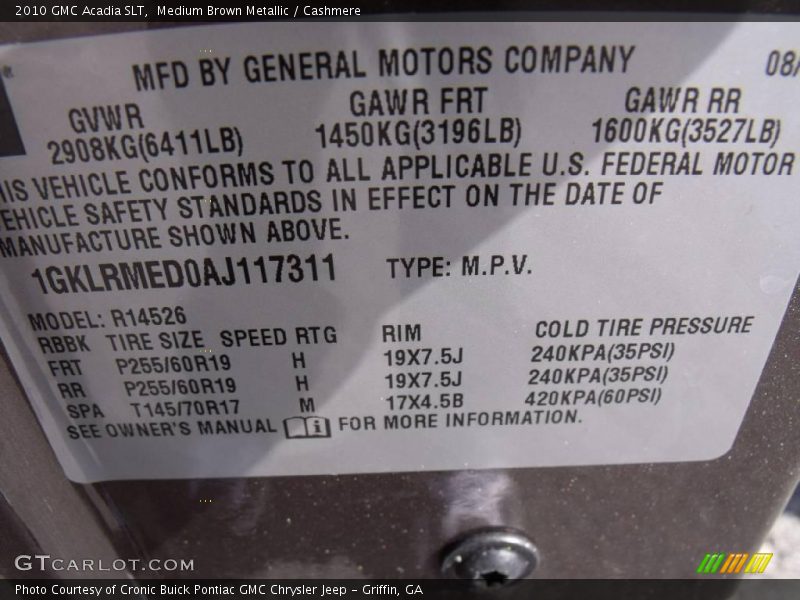 2010 GMC Acadia SLT, Medium Brown Metallic / Cashmere
MFD BY GENERAL MOTORS COMPANY 08/
GVWR GAWR FRT GAWR RR
2908KG(6411LB) 1450KG(3196LB) 1600KG(3527LB)
HIS VEHICLE CONFORMS TO ALL APPLICABLE U.S. FEDERAL MOTOR
EHICLE SAFETY STANDARDS IN EFFECT ON THE DATE OF
MANUFACTURE SHOWN ABOVE.
1GKLRMED0AJ117311 TYPE: M.P.V.
MODEL: R14526
RBBK TIRE SIZE SPEED RTG RIM COLD TIRE PRESSURE
FRT P255/60R19 H 19X7.5J 240KPA(35PSI)
RR P255/60R19 H 19X7.5J 240KPA(35PSI)
SPA T145/70R17 M 17X4.5B 420KPA(60PSI)
SEE OWNER'S MANUAL i FOR MORE INFORMATION.
GTCARLOT.COM
Photo Courtesy of Cronic Buick Pontiac GMC Chrysler Jeep - Griffin, GA